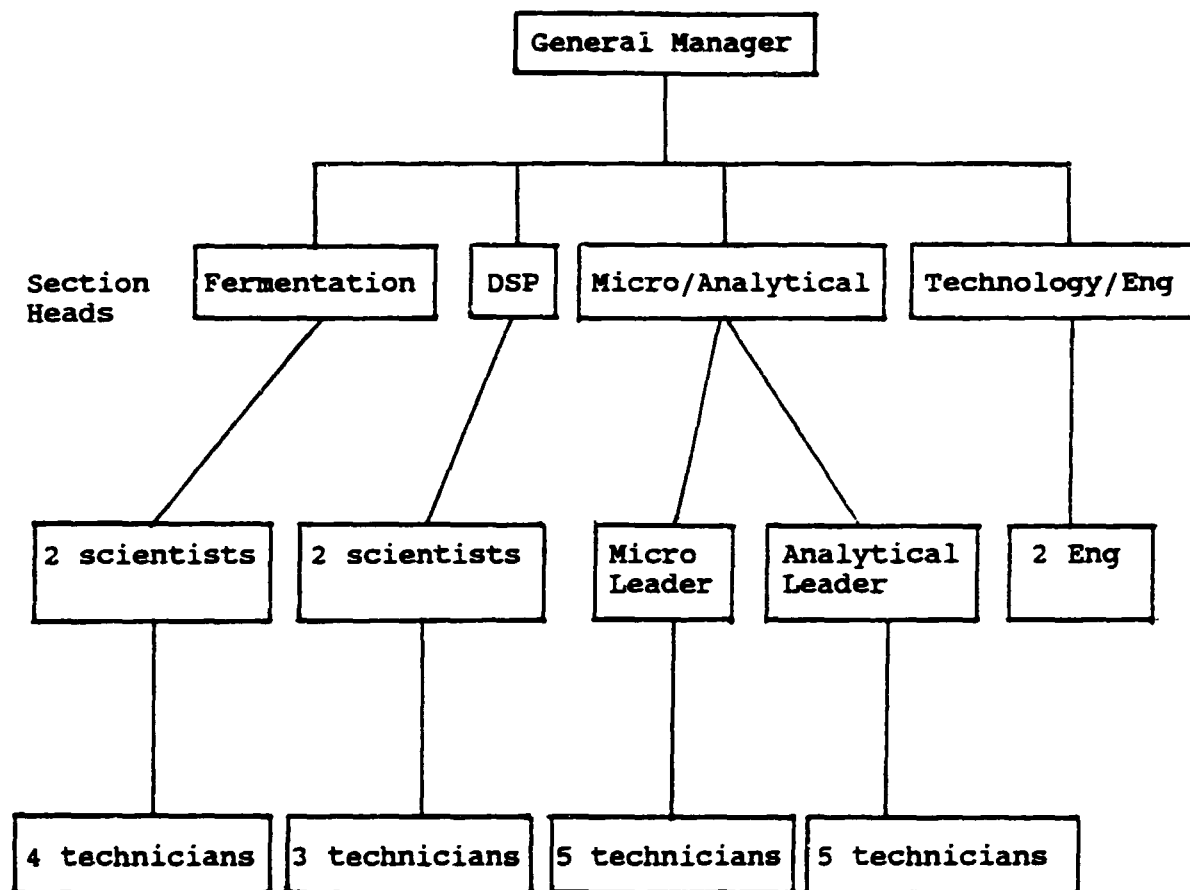 General Manager
Section
Heads
Fermentation
DSP
Micro/Analytical
Technology/Eng
2 scientists
2 scientists
Micro
Leader
Analytical
Leader
2 Eng
4 technicians
3 technicians
5 technicians
5 technicians